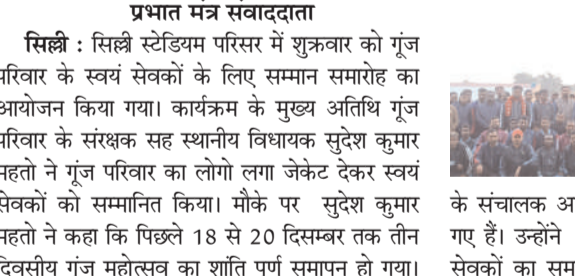 प्रभात मंत्र संवाददाता
सिल्ली : सिल्ली स्टेडियम परिसर में शुक्रवार को गूंज
परिवार के स्वयं सेवकों के लिए सम्मान समारोह का
आयोजन किया गया। कार्यक्रम के मुख्य अतिथि गूंज
परिवार के संरक्षक सह स्थानीय विधायक सुदेश कुमार
महतो ने गूंज परिवार का लोगो लगा जेकेट देकर स्वयं
सेवकों को सम्मानित किया। मौके पर सुदेश कुमार
महतो ने कहा कि पिछले 18 से 20 दिसम्बर तक तीन
दिवसीय गूंज महोत्सव का शांति पूर्ण समापन हो गया।
के संचालक
गए हैं। उन्होंने
सेवकों का